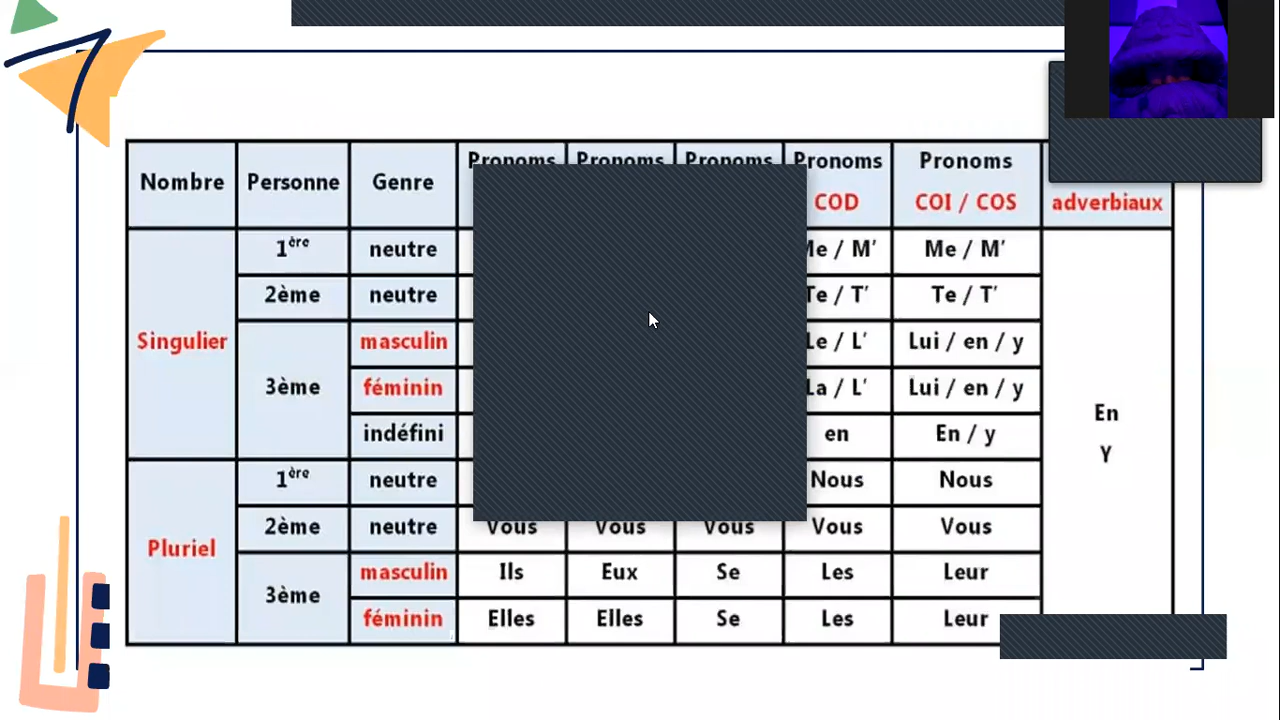 Nombre Personne Genre Pronoms Pronoms Pronoms Pronoms COD Pronoms COI / COS adverbiaux
Singulier 1ère neutre Me / M' Me / M' En Y
2ème neutre Te / T' Te / T'
3ème masculin Le / L' Lui / en / y
féminin La / L' Lui / en / y
indéfini en En / y
Pluriel 1ère neutre Nous Nous
2ème neutre Vous Vous Vous Vous Vous
3ème masculin Ils Eux Se Les Leur
féminin Elles Elles Se Les Leur